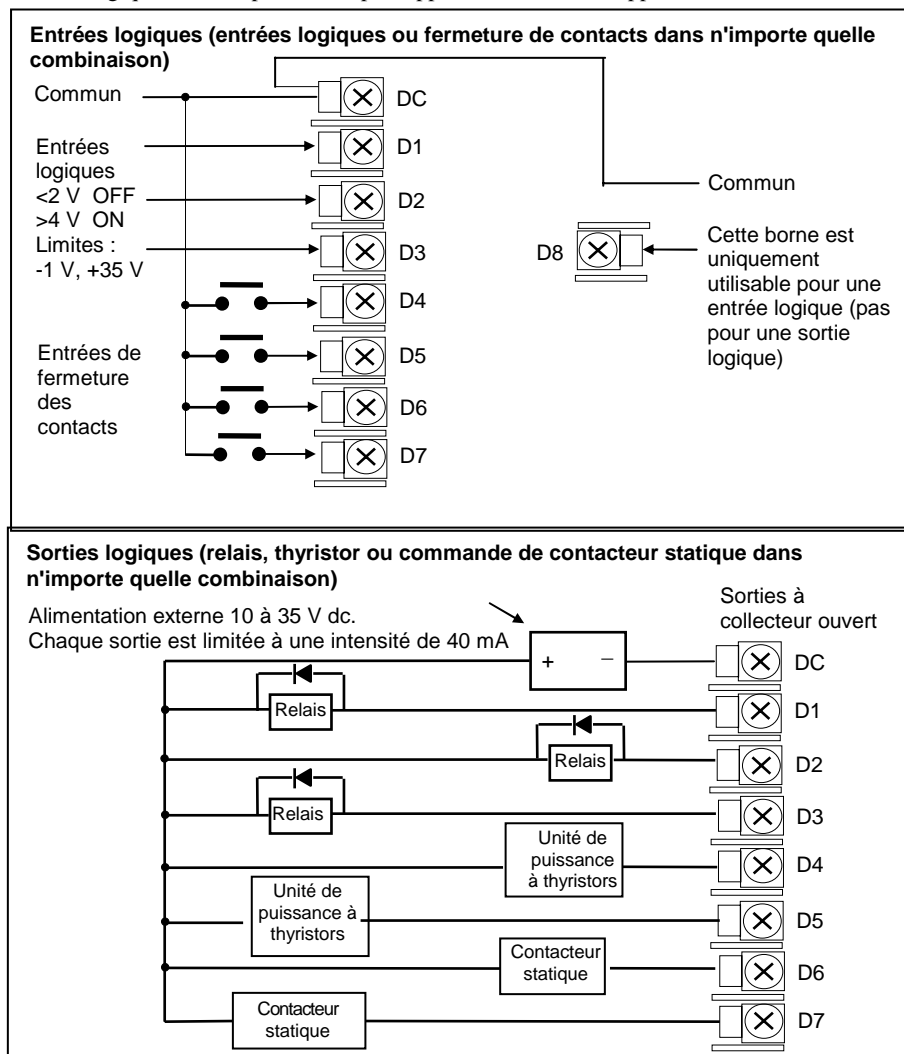 Entrées logiques (entrées logiques ou fermeture de contacts dans n'importe quelle
combinaison)
Commun
DC
Entrées
logiques
<2 V OFF
>4 V ON
Limites :
-1 V, +35 V
D1
D2
D3
D4
Entrées de
fermeture
des
contacts
D5
D6
D7
Commun
D8
Cette borne est
uniquement
utilisable pour une
entrée logique (pas
pour une sortie
logique)
Sorties logiques (relais, thyristor ou commande de contacteur statique dans
n'importe quelle combinaison)
Alimentation externe 10 à 35 V dc.
Chaque sortie est limitée à une intensité de 40 mA
Sorties à
collecteur ouvert
+ −
DC
Relais
D1
Relais
D2
Relais
D3
Unité de
puissance
à thyristors
D4
Unité de
puissance à
thyristors
D5
Contacteur
statique
D6
Contacteur
statique
D7